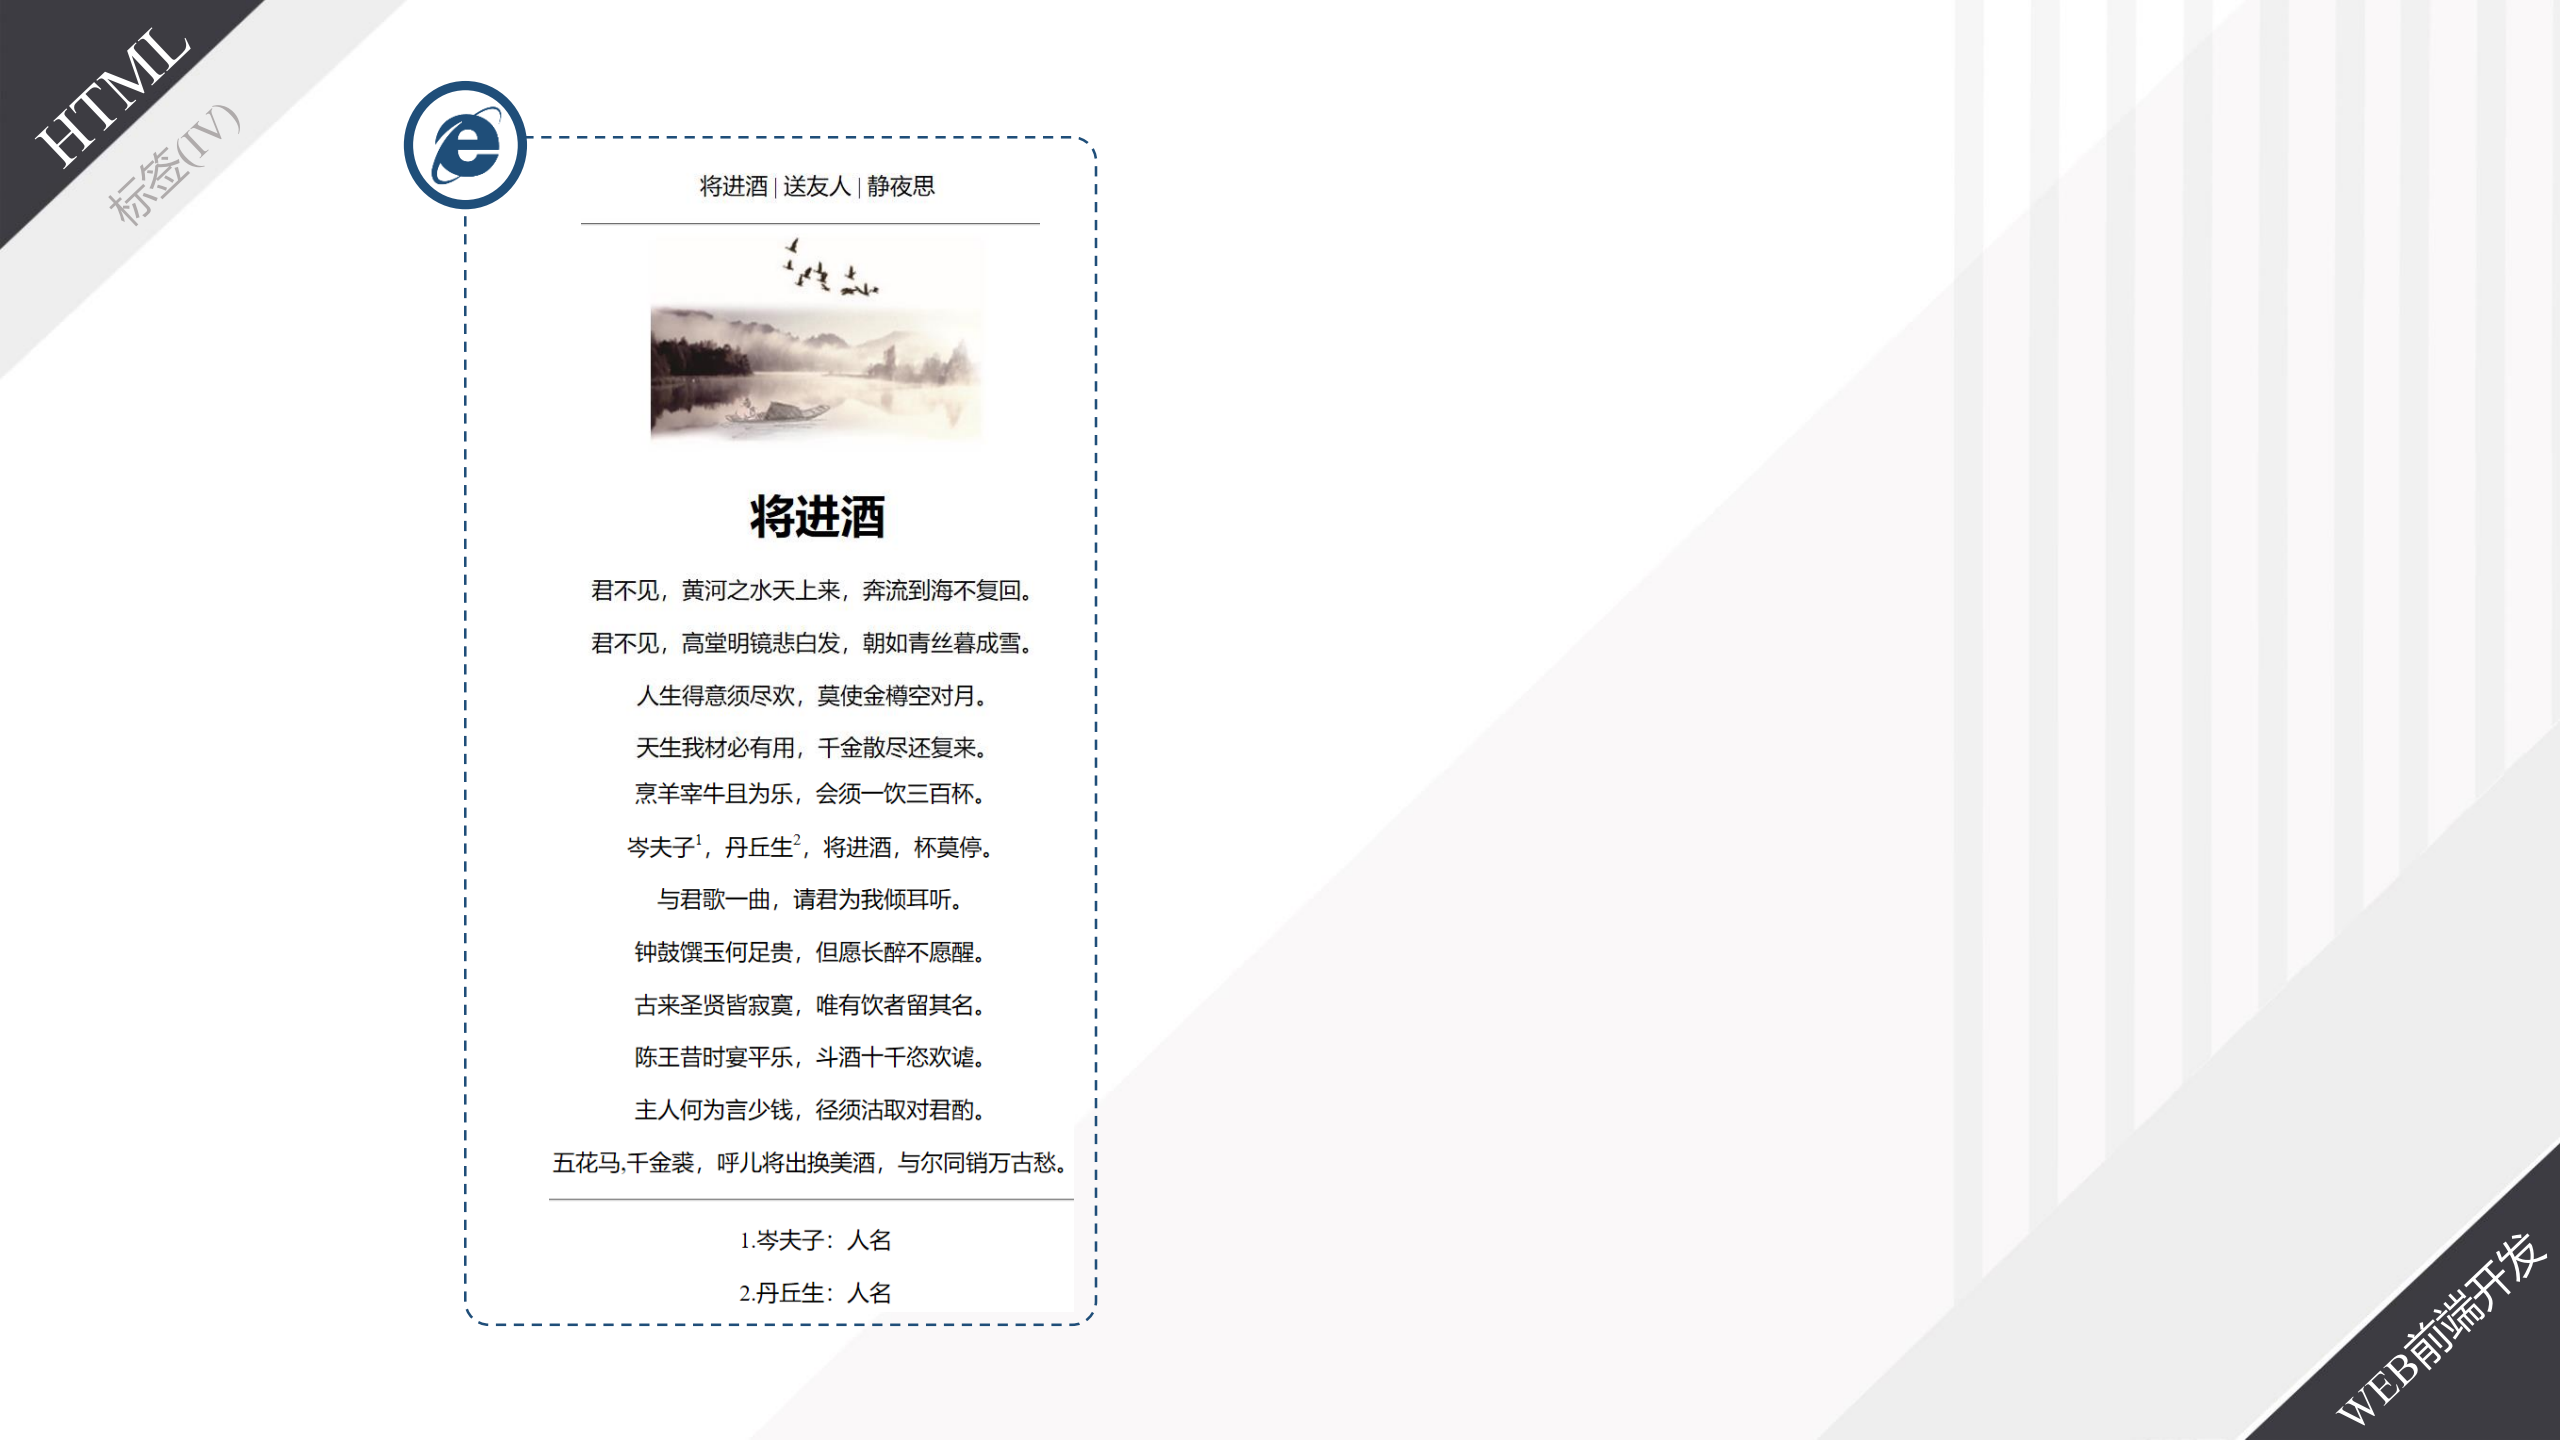 HTML
标签(IV)
将进酒 | 送友人 | 静夜思
将进酒
君不见，黄河之水天上来，奔流到海不复回。
君不见，高堂明镜悲白发，朝如青丝暮成雪。
人生得意须尽欢，莫使金樽空对月。
天生我材必有用，千金散尽还复来。
烹羊宰牛且为乐，会须一饮三百杯。
岑夫子¹，丹丘生²，将进酒，杯莫停。
与君歌一曲，请君为我倾耳听。
钟鼓馔玉何足贵，但愿长醉不愿醒。
古来圣贤皆寂寞，唯有饮者留其名。
陈王昔时宴平乐，斗酒十千恣欢谑。
主人何为言少钱，径须沽取对君酌。
五花马,千金裘，呼儿将出换美酒，与尔同销万古愁。
1.岑夫子：人名
2.丹丘生：人名
WEB前端开发